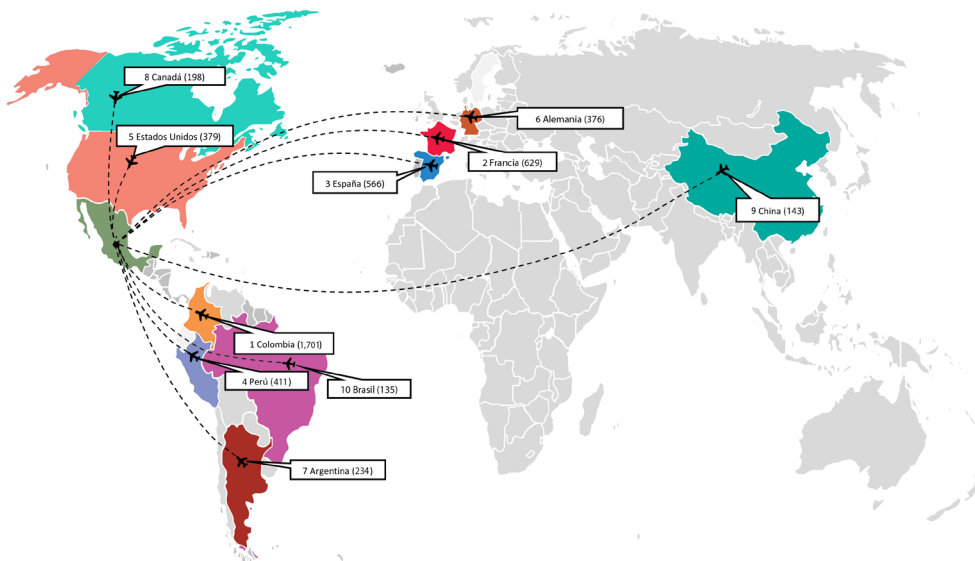 8 Canadá (198)
5 Estados Unidos (379)
6 Alemania (376)
2 Francia (629)
3 España (566)
9 China (143)
1 Colombia (1,701)
4 Perú (411)
10 Brasil (135)
7 Argentina (234)